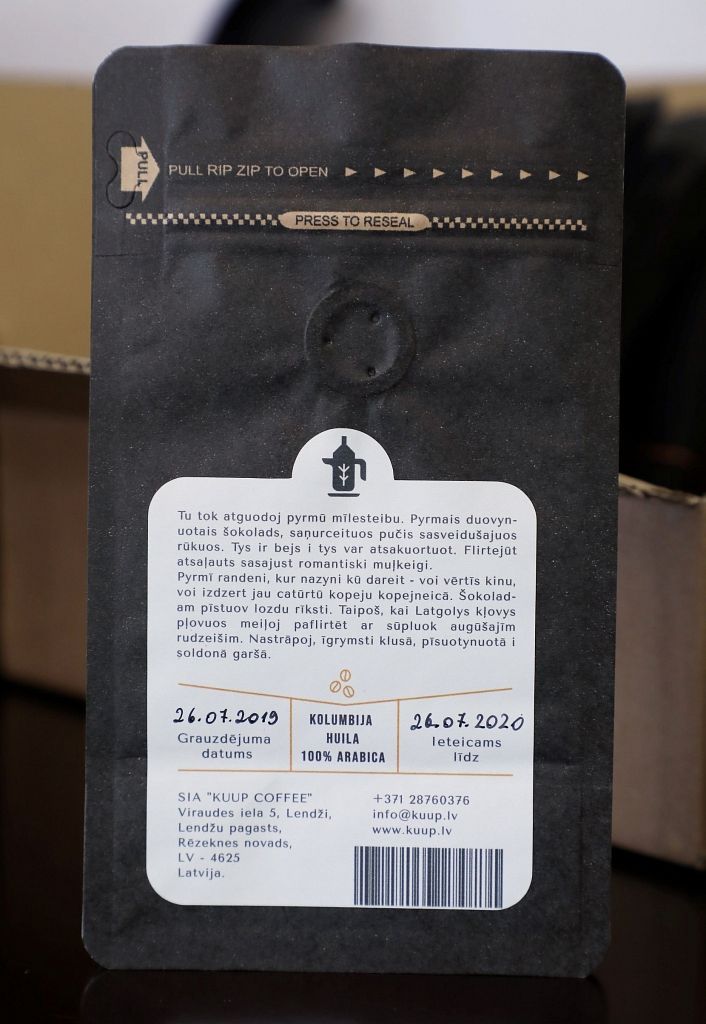 PULL
PULL RIP ZIP TO OPEN
PRESS TO RESEAL
Tu tok atguodoj pyrmū mīlesteibu. Pyrmais duovyn-
uotais šokolads, saņurceituos pučis sasveidušajuos
rūkuos. Tys ir bejs i tys var atsakuortuot. Flirtejūt
atsaļauts sasajust romantiski muļkeigi.
Pyrmī randeni, kur nazyni kū dareit - voi vērtīs kinu,
voi izdzert jau catūrtū kopeju kopejneicā. Šokolad-
am pīstuov lozdu rīksti. Taipoš, kai Latgolys kļovys
pļovuos meiļoj paflirtēt ar sūpluok augūšajim
rudzeišim. Nastrāpoj, īgrymsti klusā, pīsuotynuotā i
soldonā garšā.
26.07.2019
Grauzdējuma
datums
KOLUMBIJA
HUILA
100% ARABICA
26.07.2020
Ieteicams
līdz
SIA "KUUP COFFEE"
Viraudes iela 5, Lendži,
Lendžu pagasts,
Rēzeknes novads,
LV - 4625
Latvija.
+371 28760376
info@kuup.lv
www.kuup.lv